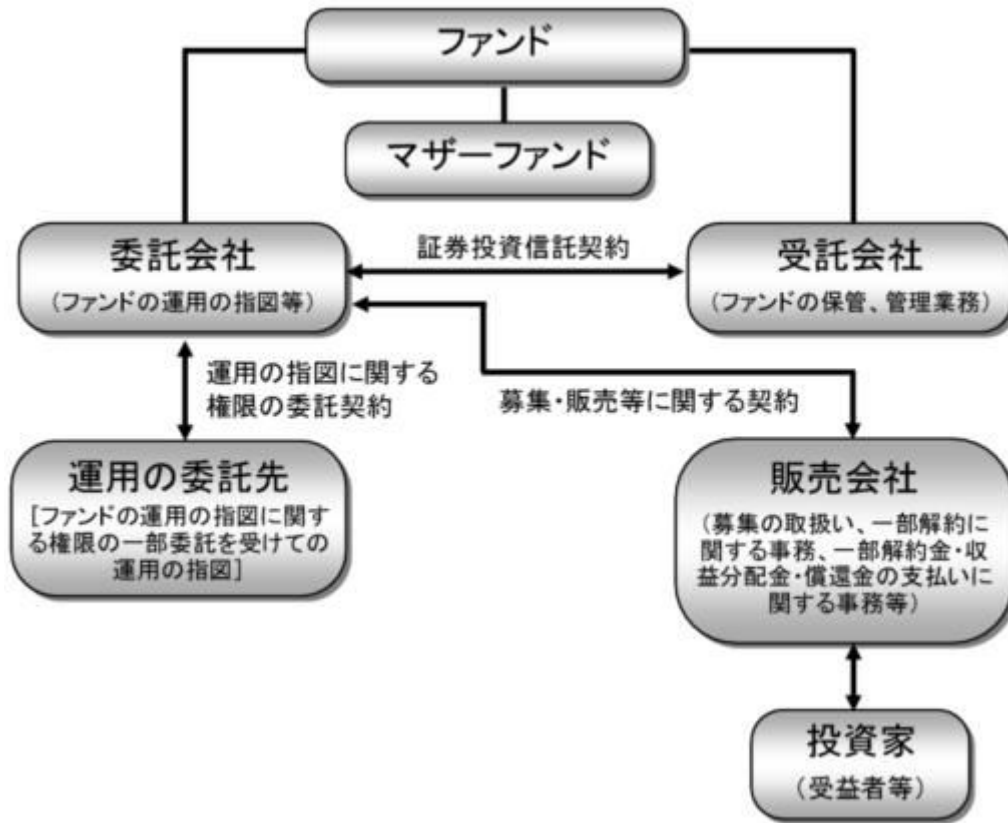 ファンド
マザーファンド
委託会社
(ファンドの運用の指図等)
証券投資信託契約
受託会社
(ファンドの保管、管理業務)
運用の指図に関する
権限の委託契約
募集・販売等に関する契約
運用の委託先
[ファンドの運用の指図に関す
る権限の一部委託を受けての
運用の指図]
販売会社
(募集の取扱い、一部解約に
関する事務、一部解約金・収
益分配金・償還金の支払いに
関する事務等)
投資家
(受益者等)